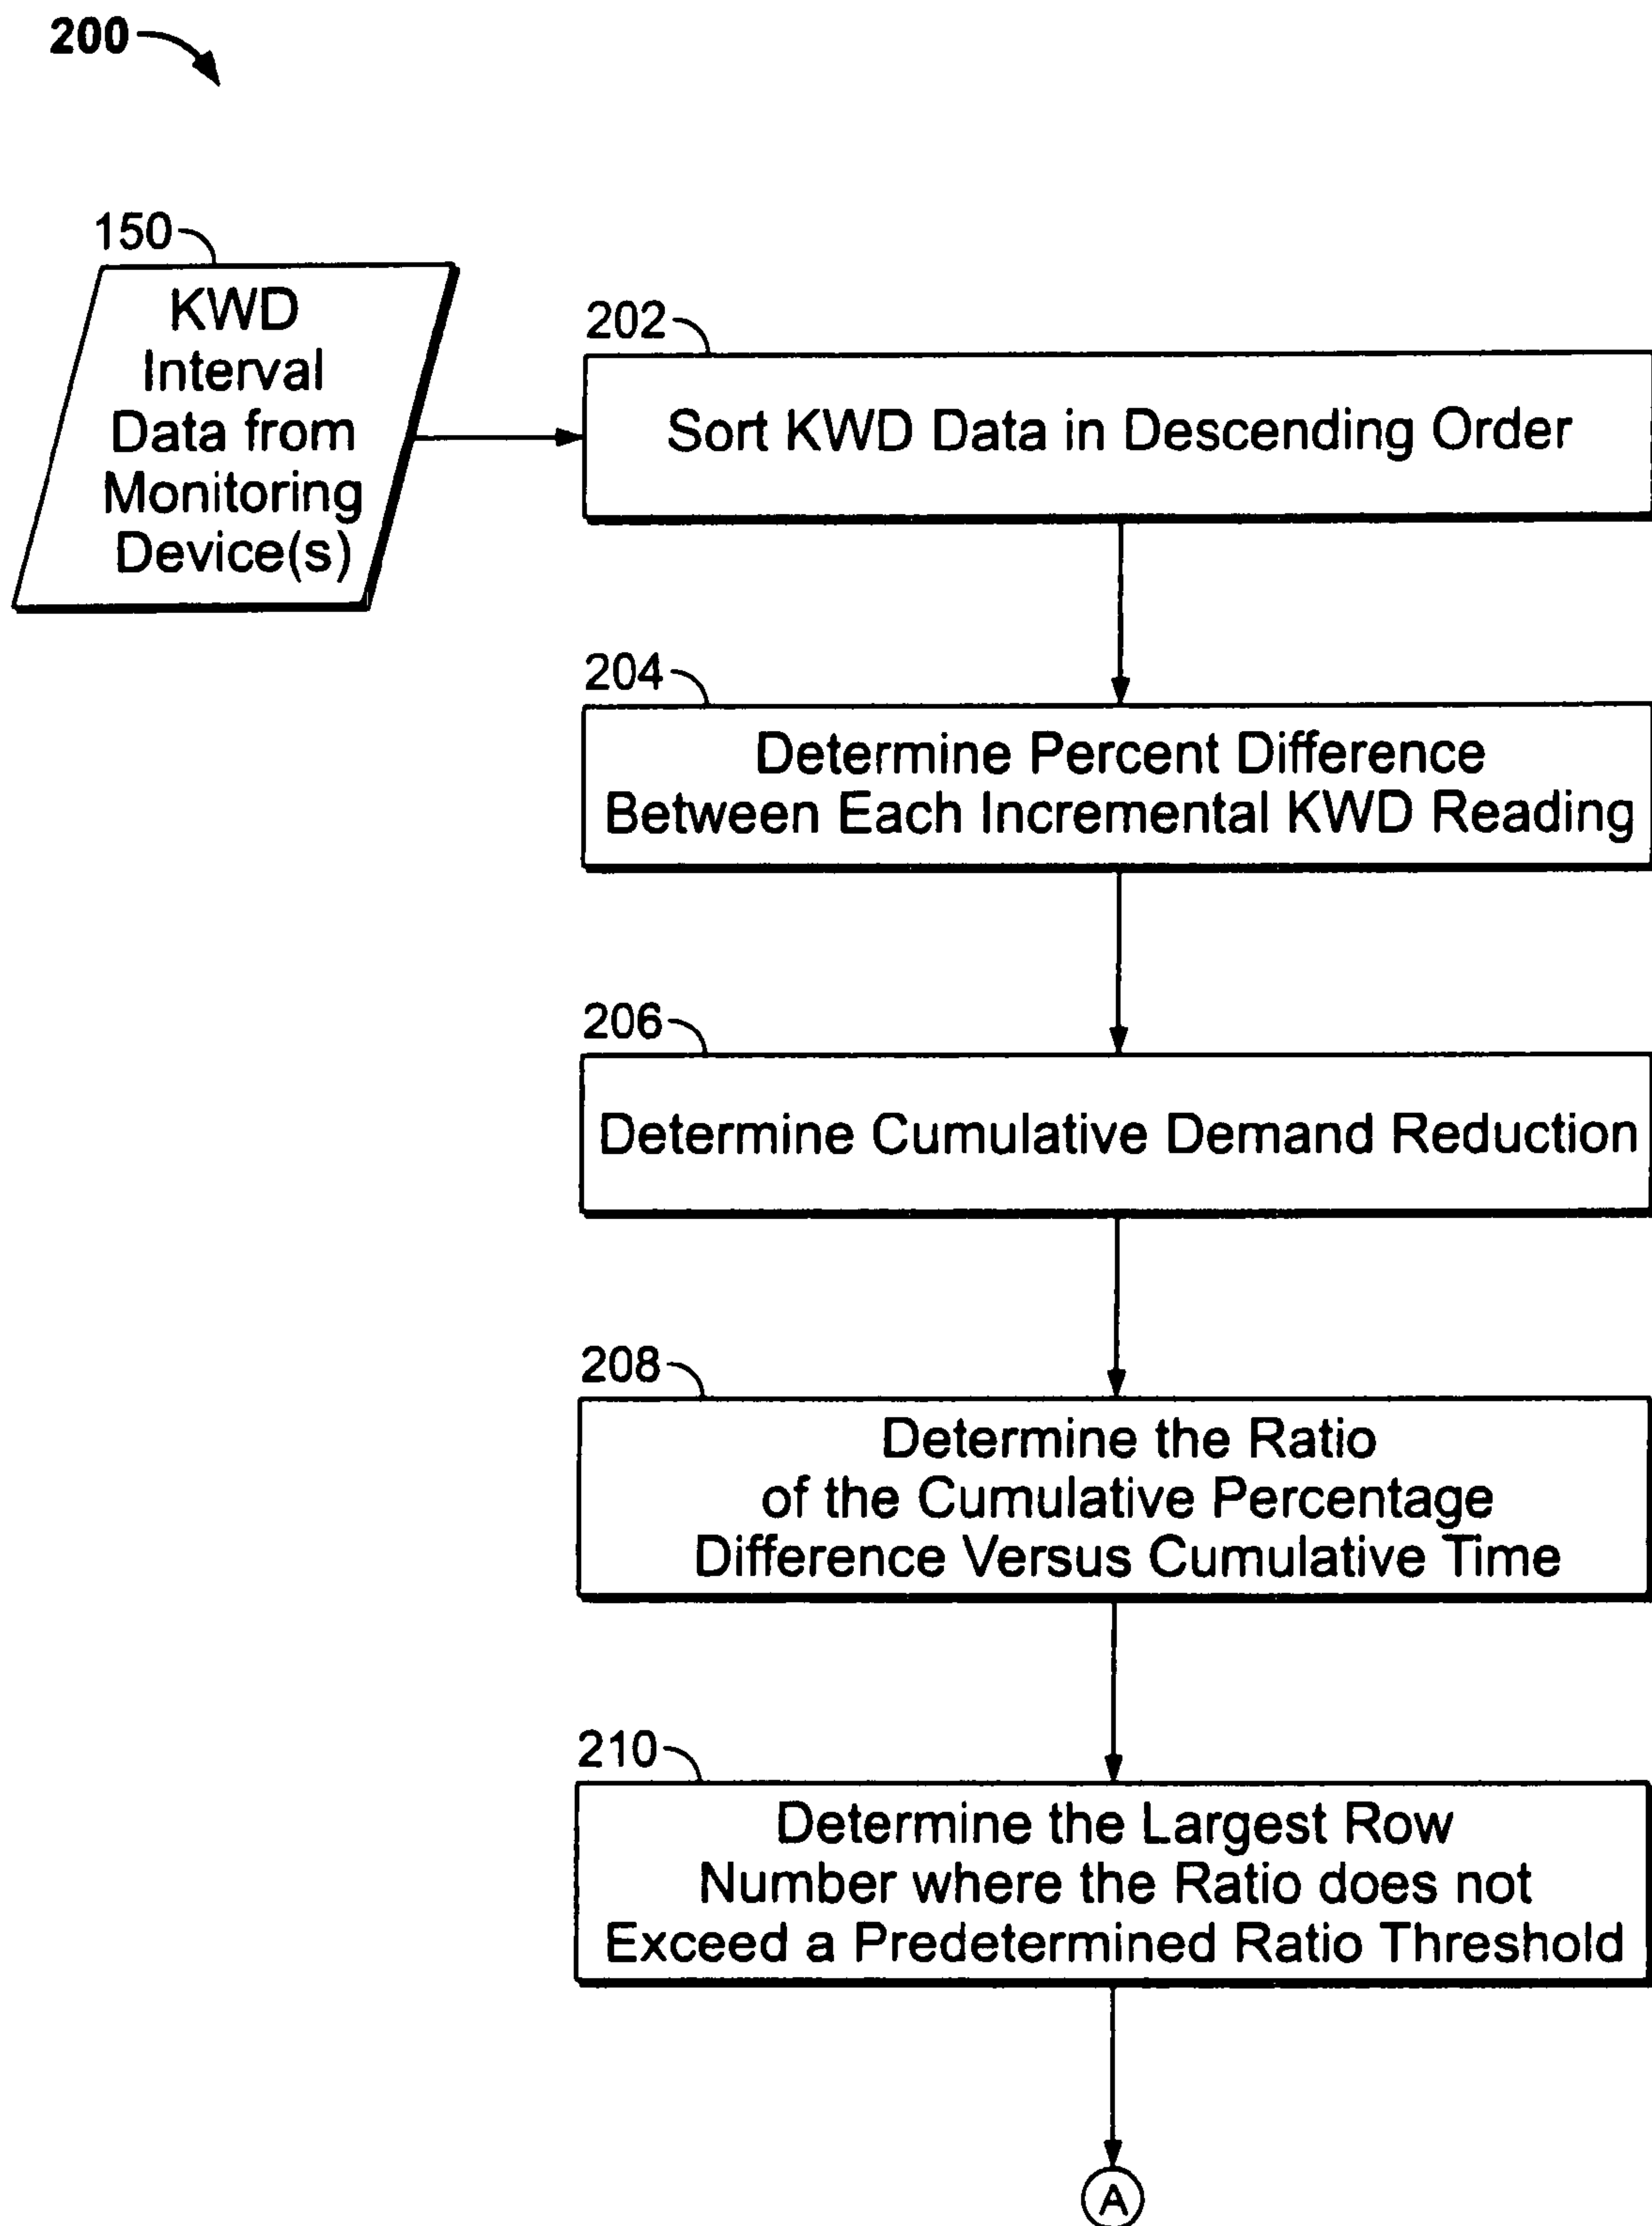 200
150
KWD
Interval
Data from
Monitoring
Device(s)
202
Sort KWD Data in Descending Order
204
Determine Percent Difference
Between Each Incremental KWD Reading
206
Determine Cumulative Demand Reduction
208
Determine the Ratio
of the Cumulative Percentage
Difference Versus Cumulative Time
210
Determine the Largest Row
Number where the Ratio does not
Exceed a Predetermined Ratio Threshold
A